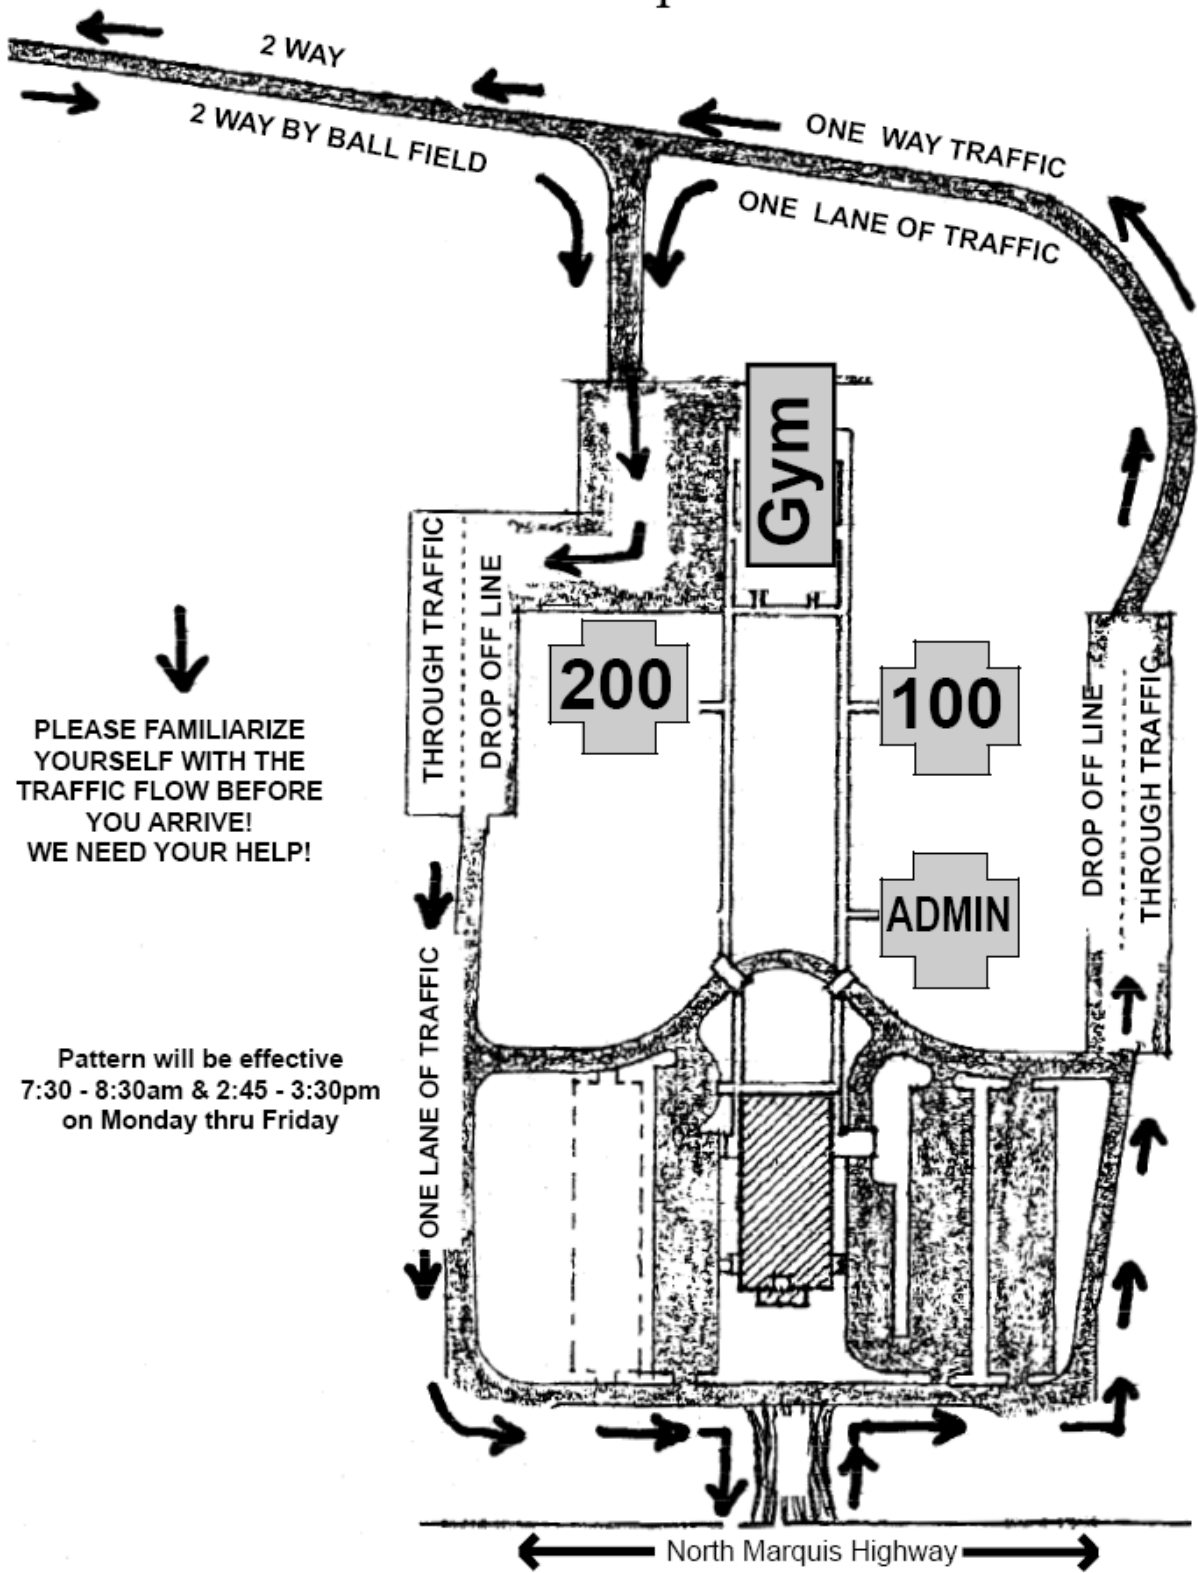 2 WAY
2 WAY BY BALL FIELD
ONE WAY TRAFFIC
ONE LANE OF TRAFFIC
Gym
THROUGH TRAFFIC
DROP OFF LINE
200
100
DROP OFF LINE
THROUGH TRAFFIC
PLEASE FAMILIARIZE
YOURSELF WITH THE
TRAFFIC FLOW BEFORE
YOU ARRIVE!
WE NEED YOUR HELP!
ADMIN
ONE LANE OF TRAFFIC
Pattern will be effective
7:30 - 8:30am & 2:45 - 3:30pm
on Monday thru Friday
North Marquis Highway